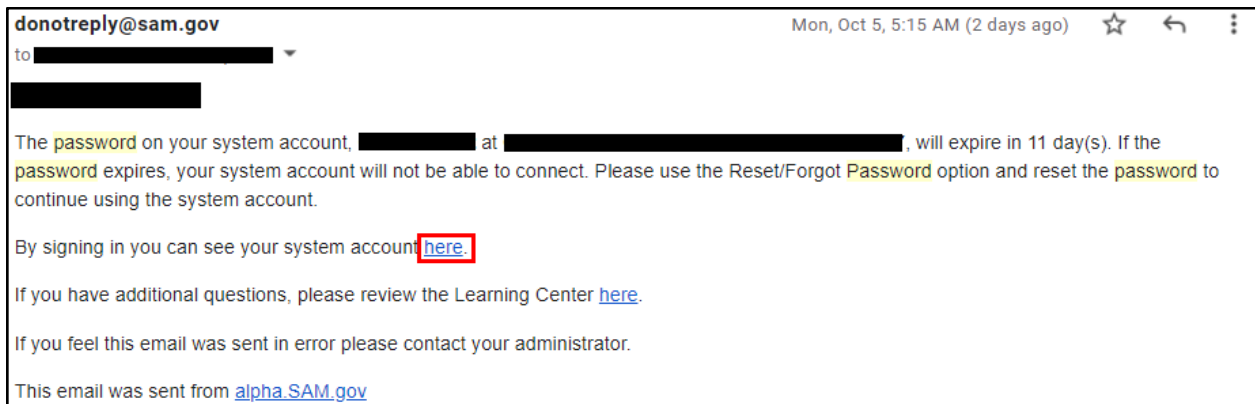 donotreply@sam.gov Mon, Oct 5, 5:15 AM (2 days ago)
to
The password on your system account, at , will expire in 11 day(s). If the
password expires, your system account will not be able to connect. Please use the Reset/Forgot Password option and reset the password to
continue using the system account.
By signing in you can see your system account here.
If you have additional questions, please review the Learning Center here.
If you feel this email was sent in error please contact your administrator.
This email was sent from alpha.SAM.gov